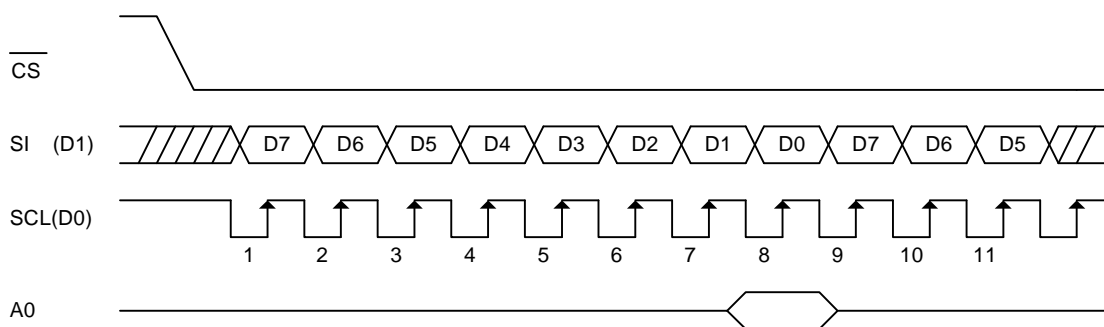 CS
SI (D1) D7 D6 D5 D4 D3 D2 D1 D0 D7 D6 D5
SCL(D0)
1 2 3 4 5 6 7 8 9 10 11
A0